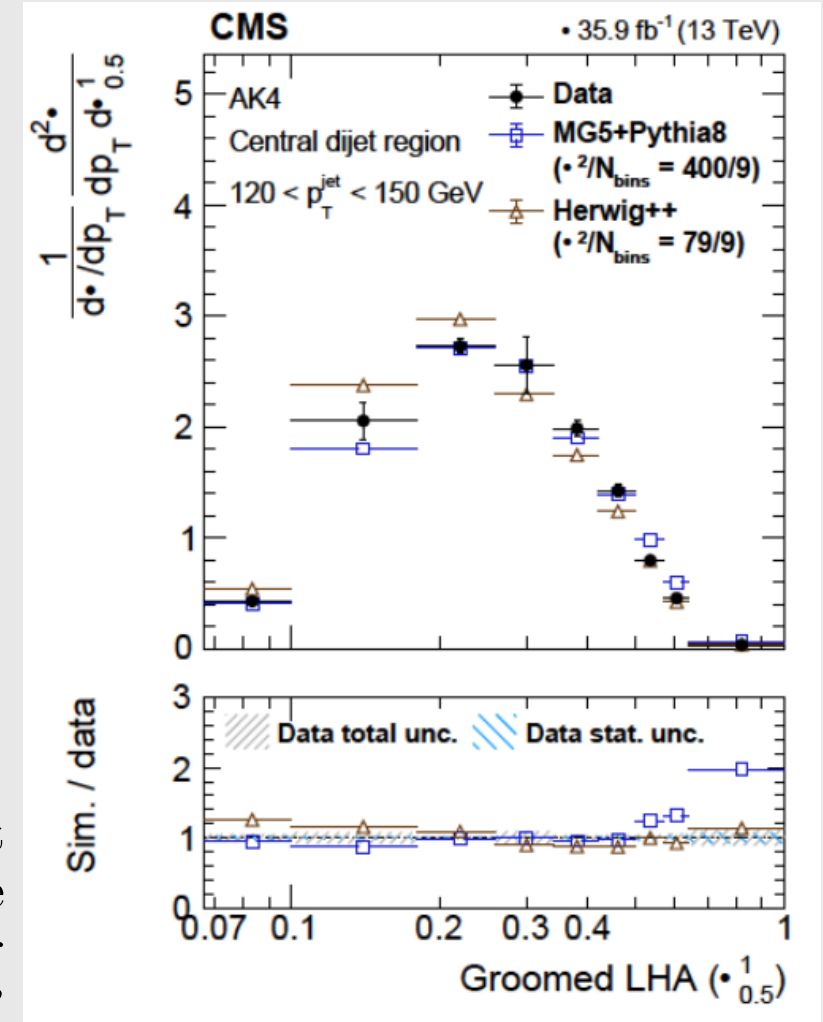 CMS
• 35.9 fb⁻¹ (13 TeV)
1
d•/dp_T
d²•
dp_T d•¹₀.₅
AK4
Central dijet region
120 < p_T^jet < 150 GeV
Data
MG5+Pythia8
(•²/N_bins = 400/9)
Herwig++
(•²/N_bins = 79/9)
5
4
3
2
1
0
Sim. / data
Data total unc.
Data stat. unc.
3
2
1
0
0.07 0.1 0.2 0.3 0.4 1
Groomed LHA (•¹₀.₅)
e